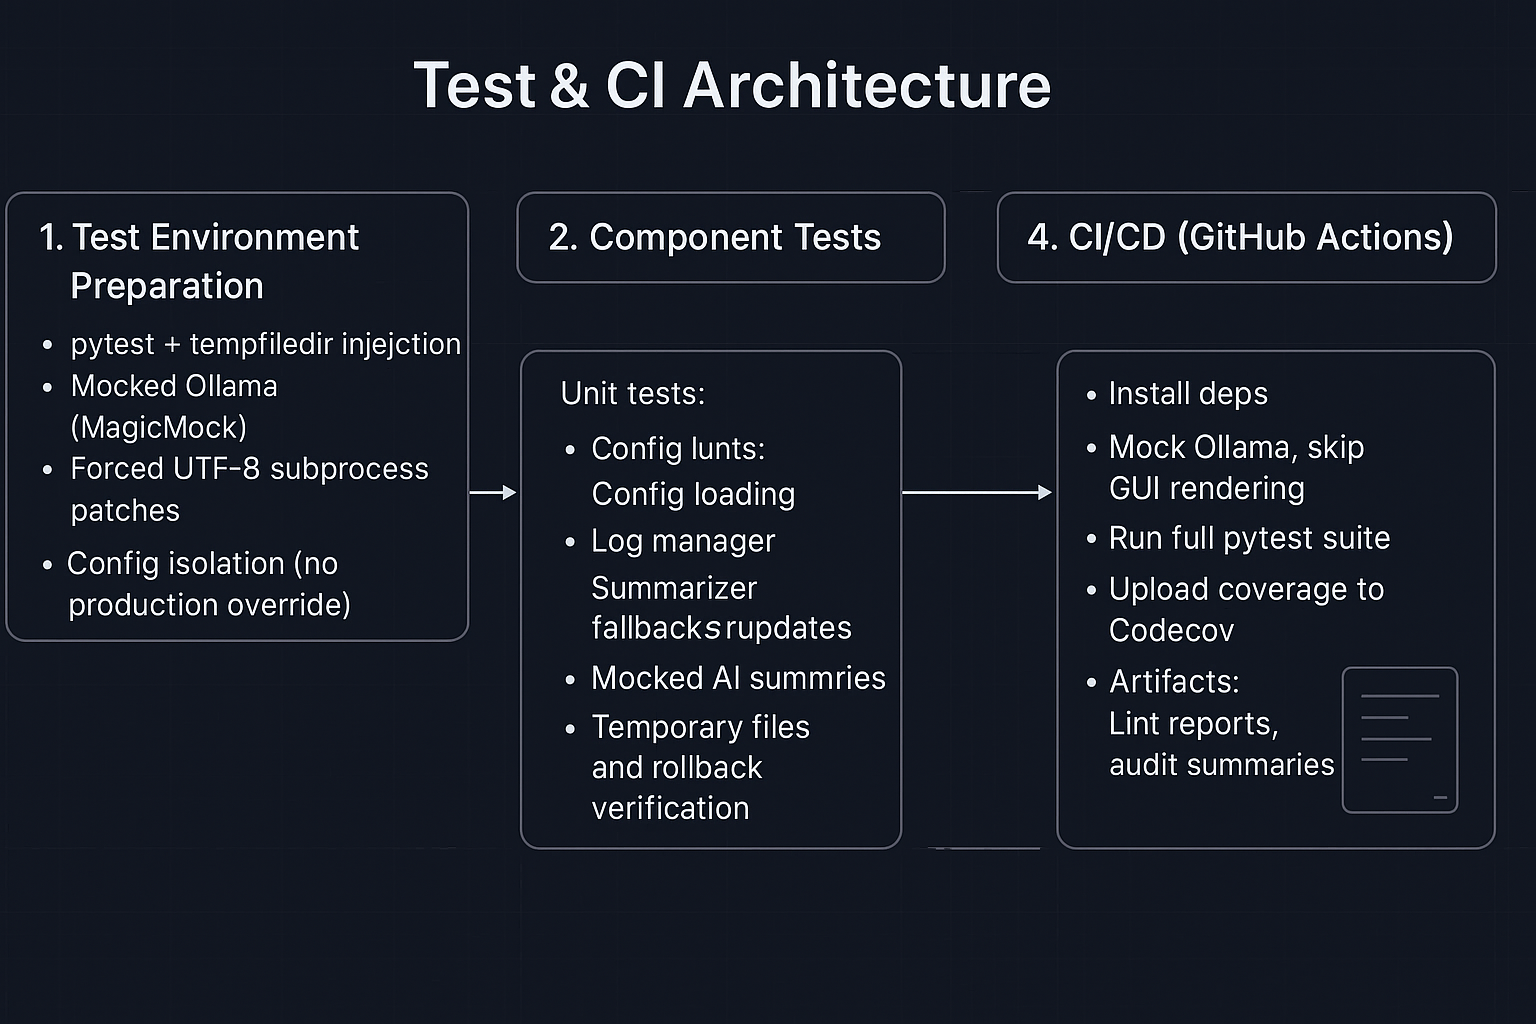 Test & CI Architecture
1. Test Environment
Preparation
• pytest + tempfiledir injejction
• Mocked Ollama
(MagicMock)
• Forced UTF-8 subprocess
patches
• Config isolation (no
production override)
2. Component Tests
Unit tests:
• Config lunts:
Config loading
• Log manager
Summarizer
fallbacks rupdates
• Mocked AI summries
• Temporary files
and rollback
verification
4. CI/CD (GitHub Actions)
• Install deps
• Mock Ollama, skip
GUI rendering
• Run full pytest suite
• Upload coverage to
Codecov
• Artifacts:
Lint reports,
audit summaries